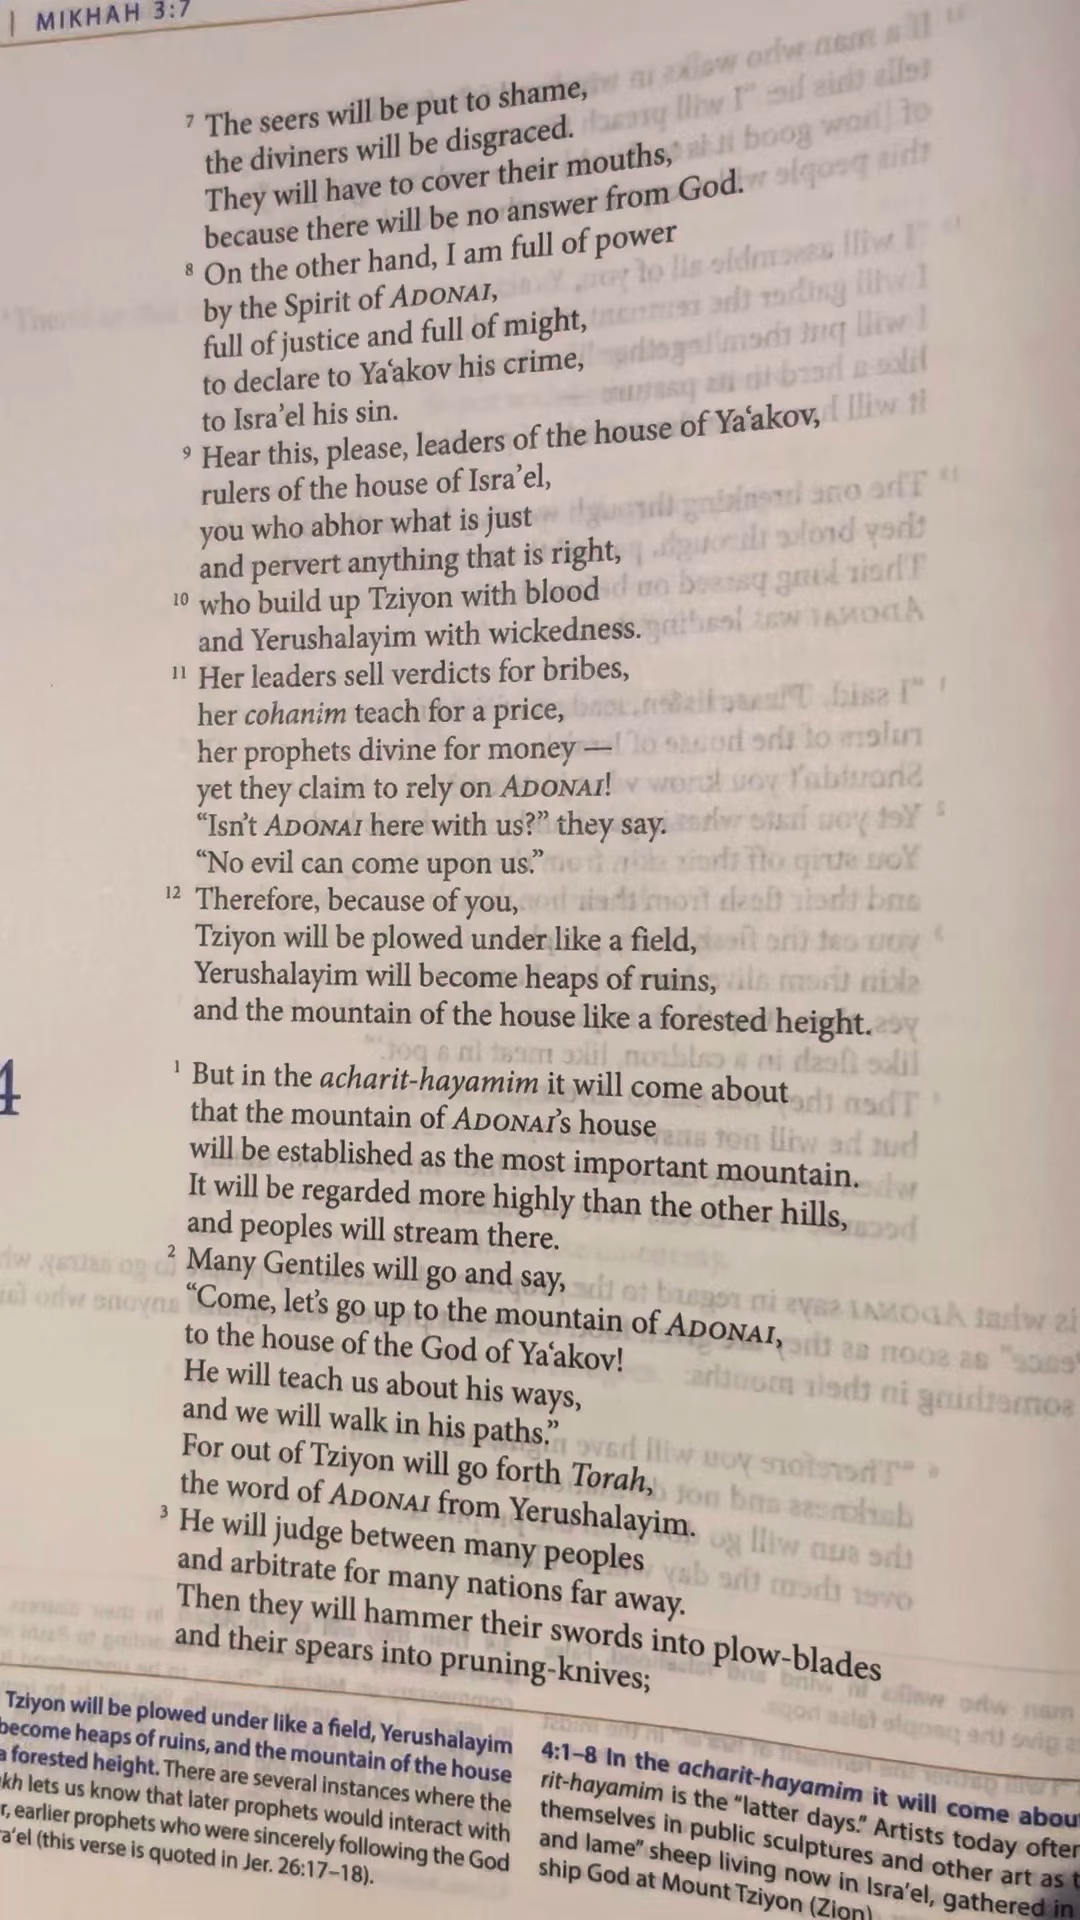 | MIKHAH 3:7
7 The seers will be put to shame,
the diviners will be disgraced.
They will have to cover their mouths,
because there will be no answer from God.
8 On the other hand, I am full of power
by the Spirit of ADONAI,
full of justice and full of might,
to declare to Ya‘akov his crime,
to Isra’el his sin.
9 Hear this, please, leaders of the house of Ya‘akov,
rulers of the house of Isra’el,
you who abhor what is just
and pervert anything that is right,
10 who build up Tziyon with blood
and Yerushalayim with wickedness.
11 Her leaders sell verdicts for bribes,
her cohanim teach for a price,
her prophets divine for money —
yet they claim to rely on ADONAI!
“Isn’t ADONAI here with us?” they say.
“No evil can come upon us.”
12 Therefore, because of you,
Tziyon will be plowed under like a field,
Yerushalayim will become heaps of ruins,
and the mountain of the house like a forested height.
4
1 But in the acharit-hayamim it will come about
that the mountain of ADONAI’s house
will be established as the most important mountain.
It will be regarded more highly than the other hills,
and peoples will stream there.
2 Many Gentiles will go and say,
“Come, let’s go up to the mountain of ADONAI,
to the house of the God of Ya‘akov!
He will teach us about his ways,
and we will walk in his paths.”
For out of Tziyon will go forth Torah,
the word of ADONAI from Yerushalayim.
3 He will judge between many peoples
and arbitrate for many nations far away.
Then they will hammer their swords into plow-blades
and their spears into pruning-knives;
Tziyon will be plowed under like a field, Yerushalayim
become heaps of ruins, and the mountain of the house
a forested height. There are several instances where the
kh lets us know that later prophets would interact with
r, earlier prophets who were sincerely following the God
ra’el (this verse is quoted in Jer. 26:17–18).
4:1–8 In the acharit-hayamim it will come about
rit-hayamim is the “latter days.” Artists today often
themselves in public sculptures and other art as t
and lame” sheep living now in Isra’el, gathered in
ship God at Mount Tziyon (Zion)